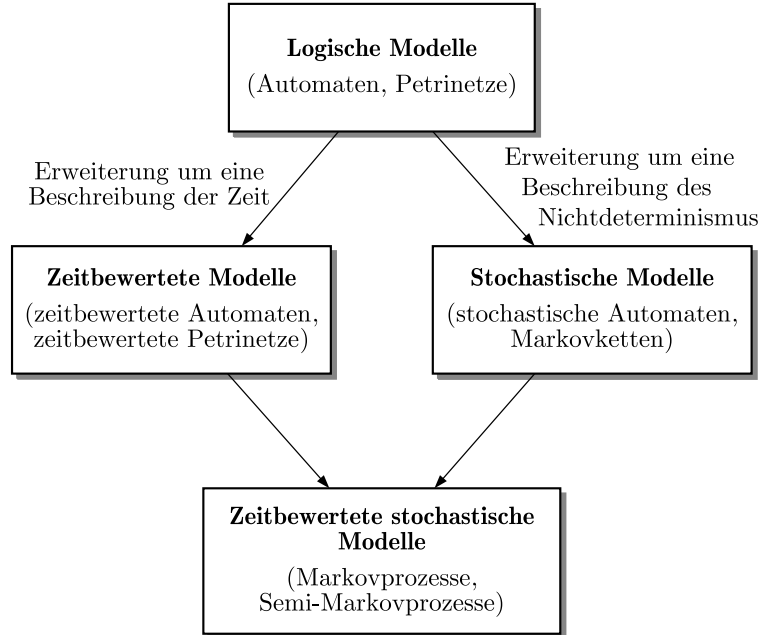 Logische Modelle
(Automaten, Petrinetze)
Erweiterung um eine
Beschreibung der Zeit
Erweiterung um eine
Beschreibung des
Nichtdeterminismus
Zeitbewertete Modelle
(zeitbewertete Automaten,
zeitbewertete Petrinetze)
Stochastische Modelle
(stochastische Automaten,
Markovketten)
Zeitbewertete stochastische
Modelle
(Markovprozesse,
Semi-Markovprozesse)